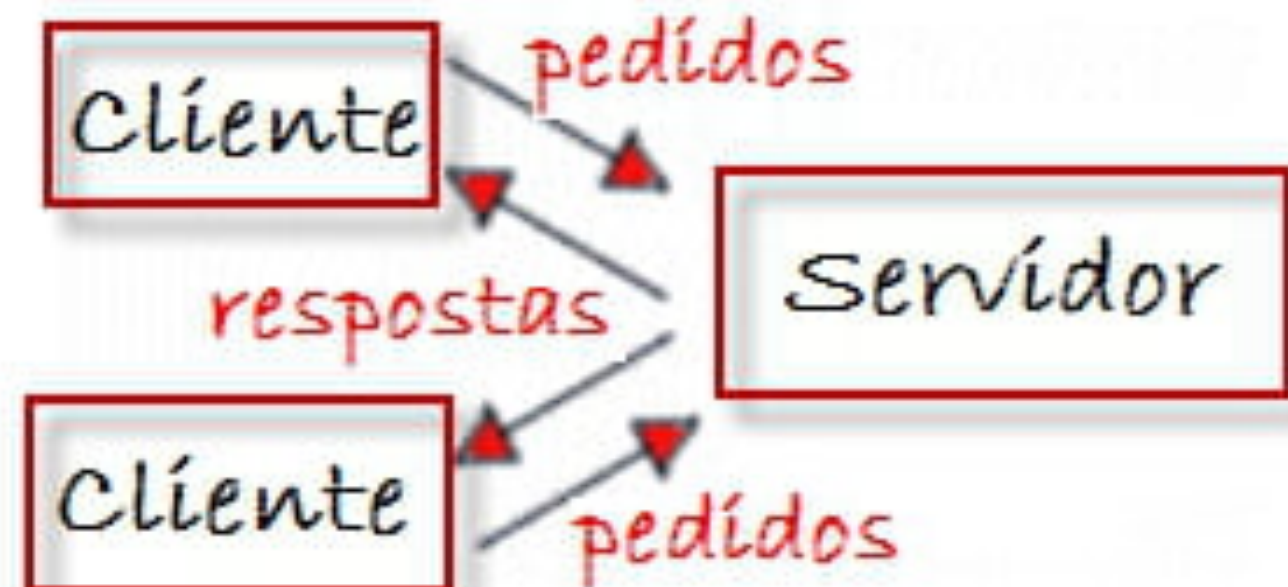 pedidos
Cliente
Servidor
respostas
Cliente
pedidos